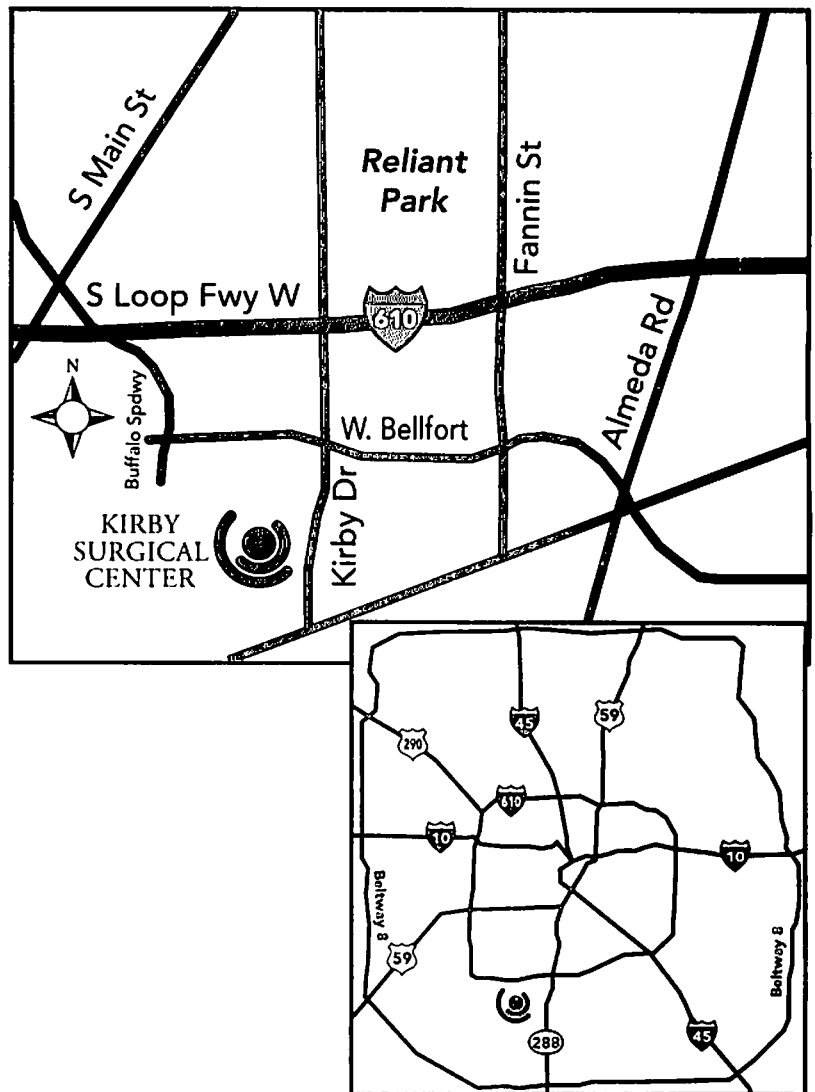 S Main St
Reliant
Park
Fannin St
S Loop Fwy W
610
Almeda Rd
N
Buffalo Spdwy
W. Bellfort
Kirby Dr
KIRBY
SURGICAL
CENTER
45
59
290
610
10
10
Beltway 8
59
Beltway 8
288
45